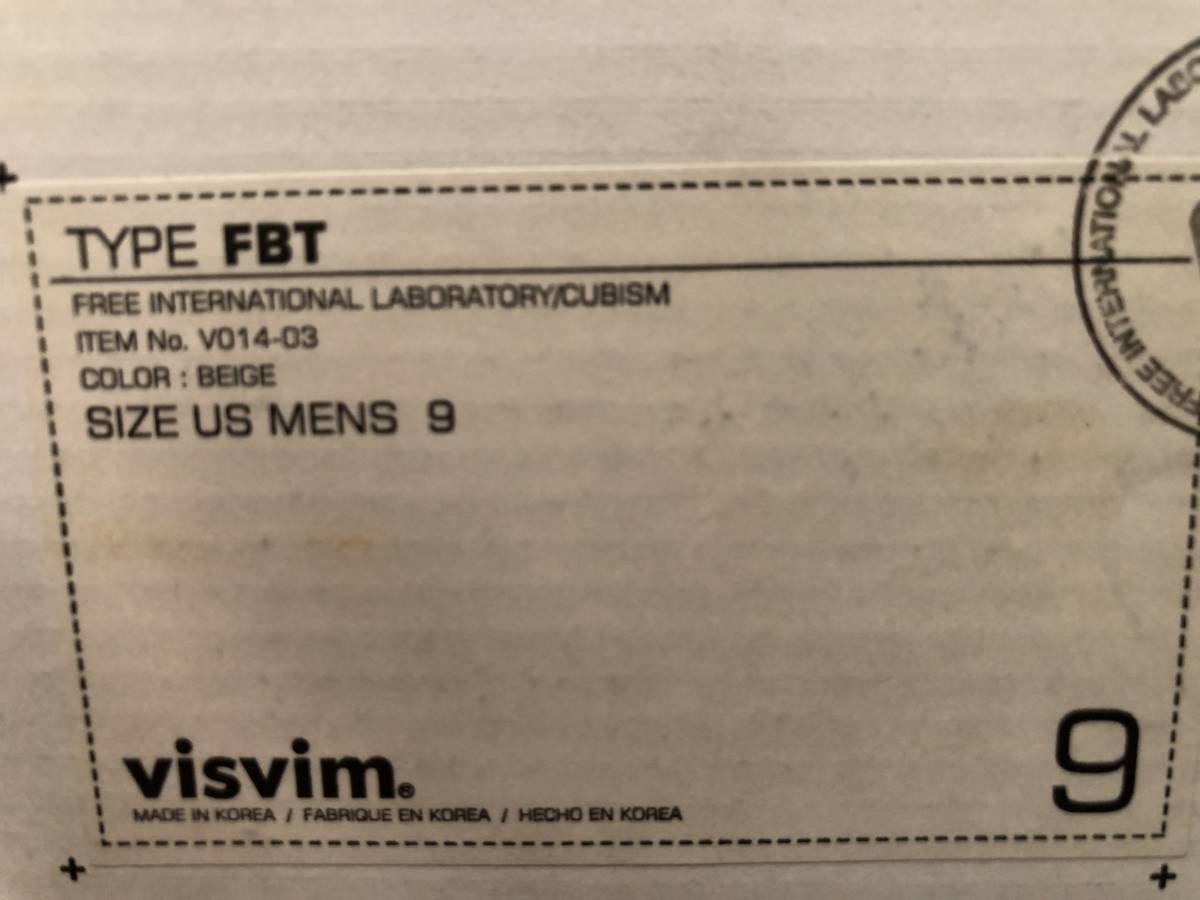 TYPE FBT
FREE INTERNATIONAL LABORATORY/CUBISM
ITEM No. V014-03
COLOR : BEIGE
SIZE US MENS 9
FREE INTERNATIONAL
visvim®
MADE IN KOREA / FABRIQUE EN KOREA / HECHO EN KOREA
9